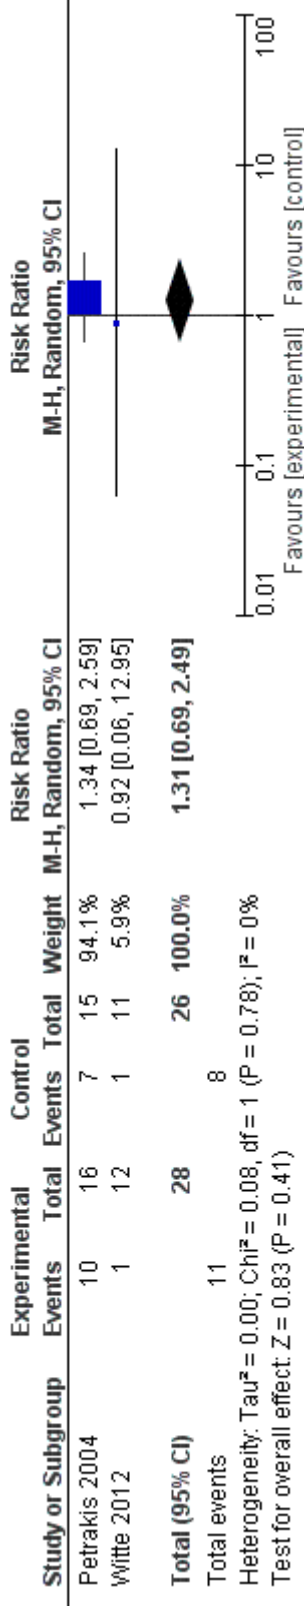 Experimental Control Risk Ratio Risk Ratio
Study or Subgroup Events Total Events Total Weight M-H, Random, 95% CI M-H, Random, 95% CI
Petrakis 2004 10 16 7 15 94.1% 1.34 [0.69, 2.59]
Witte 2012 1 12 1 11 5.9% 0.92 [0.06, 12.95]
Total (95% CI) 28 26 100.0% 1.31 [0.69, 2.49]
Total events 11 8
Heterogeneity: Tau² = 0.00; Chi² = 0.08, df = 1 (P = 0.78); I² = 0%
Test for overall effect: Z = 0.83 (P = 0.41)
0.01 0.1 1 10 100
Favours [experimental] Favours [control]